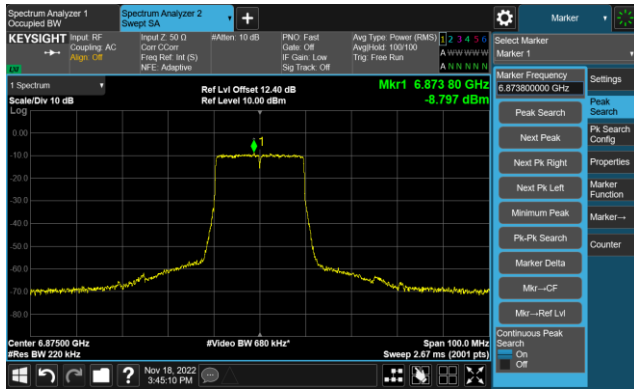 Spectrum Analyzer 1
Occupied BW
Spectrum Analyzer 2
Swept SA
Marker
KEYSIGHT
Input: RF
Coupling: AC
Align: Off
Input Z: 50 Ω
Corr CCorr
Freq Ref: Int (S)
NFE: Adaptive
#Atten: 10 dB
PNO: Fast
Gate: Off
IF Gain: Low
Sig Track: Off
Avg Type: Power (RMS)
Avg|Hold: 100/100
Trig: Free Run
1 2 3 4 5 6
A W W W W W
A N N N N N
Select Marker
Marker 1
1 Spectrum
Scale/Div 10 dB
Log
Ref Lvl Offset 12.40 dB
Ref Level 10.00 dBm
Mkr1 6.873 80 GHz
-8.797 dBm
0.00
-10.0
-20.0
-30.0
-40.0
-50.0
-60.0
-70.0
-80.0
1
Center 6.87500 GHz
#Res BW 220 kHz
#Video BW 680 kHz*
Span 100.0 MHz
Sweep 2.67 ms (2001 pts)
Marker Frequency
6.873800000 GHz
Peak Search
Next Peak
Next Pk Right
Next Pk Left
Minimum Peak
Pk-Pk Search
Marker Delta
Mkr→CF
Mkr→Ref Lvl
Continuous Peak
Search
On
Off
Settings
Peak
Search
Pk Search
Config
Properties
Marker
Function
Marker→
Counter
?
Nov 18, 2022
3:45:10 PM